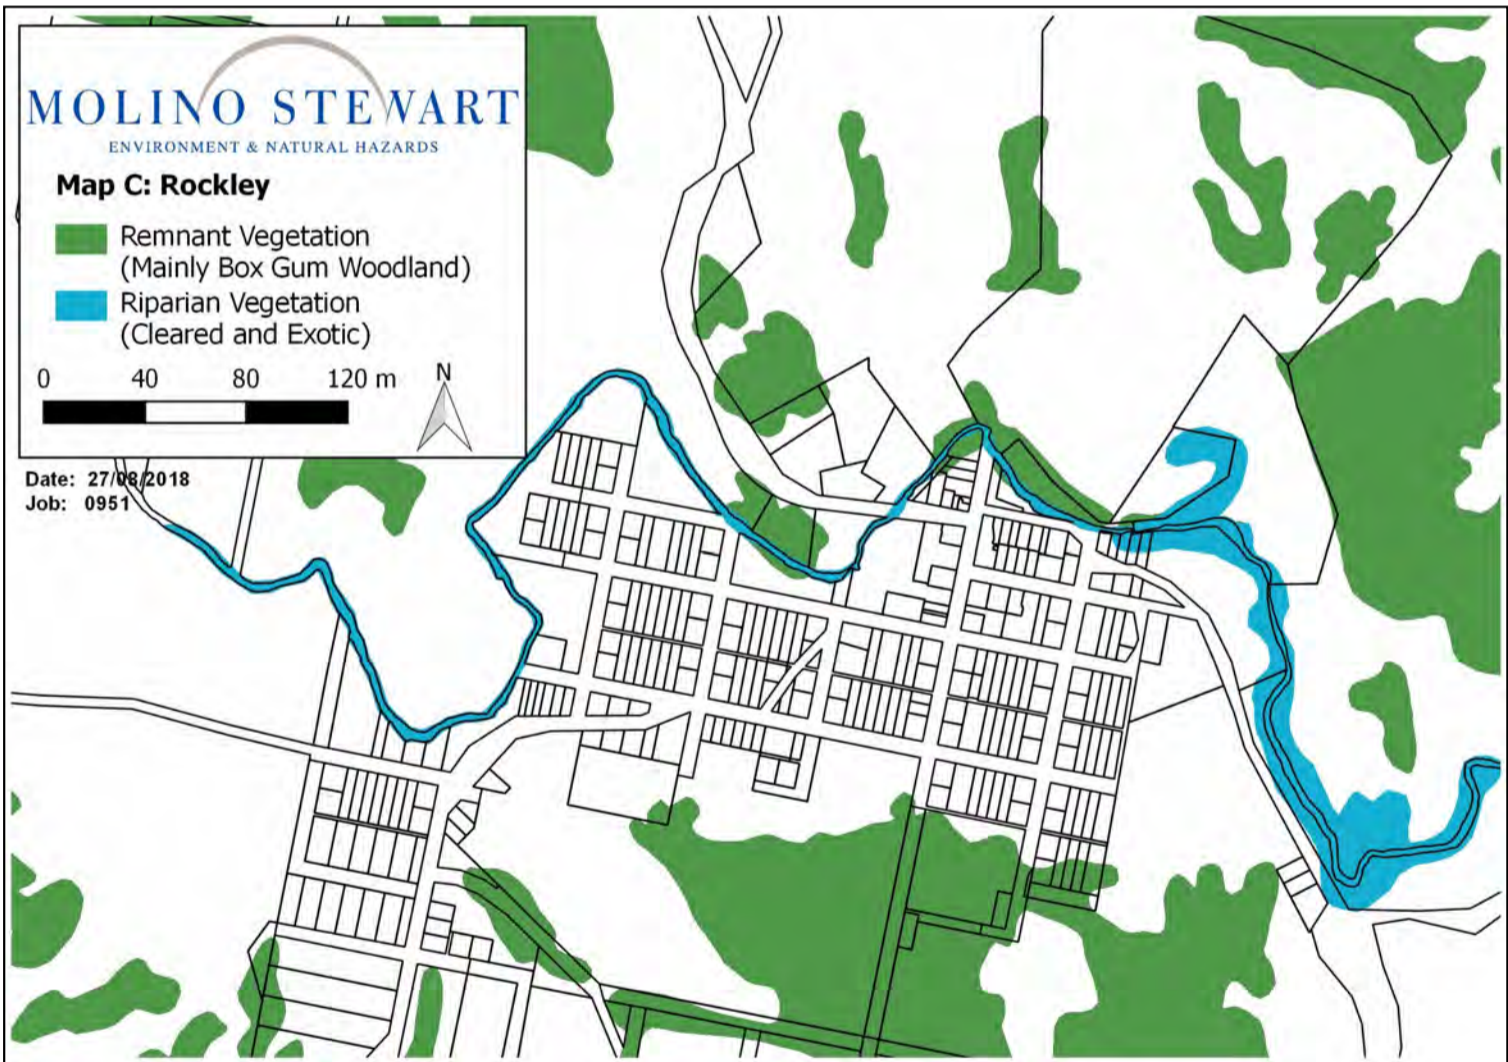 MOLINO STEWART
ENVIRONMENT & NATURAL HAZARDS
Map C: Rockley
Remnant Vegetation
(Mainly Box Gum Woodland)
Riparian Vegetation
(Cleared and Exotic)
0 40 80 120 m N
Date: 27/08/2018
Job: 0951